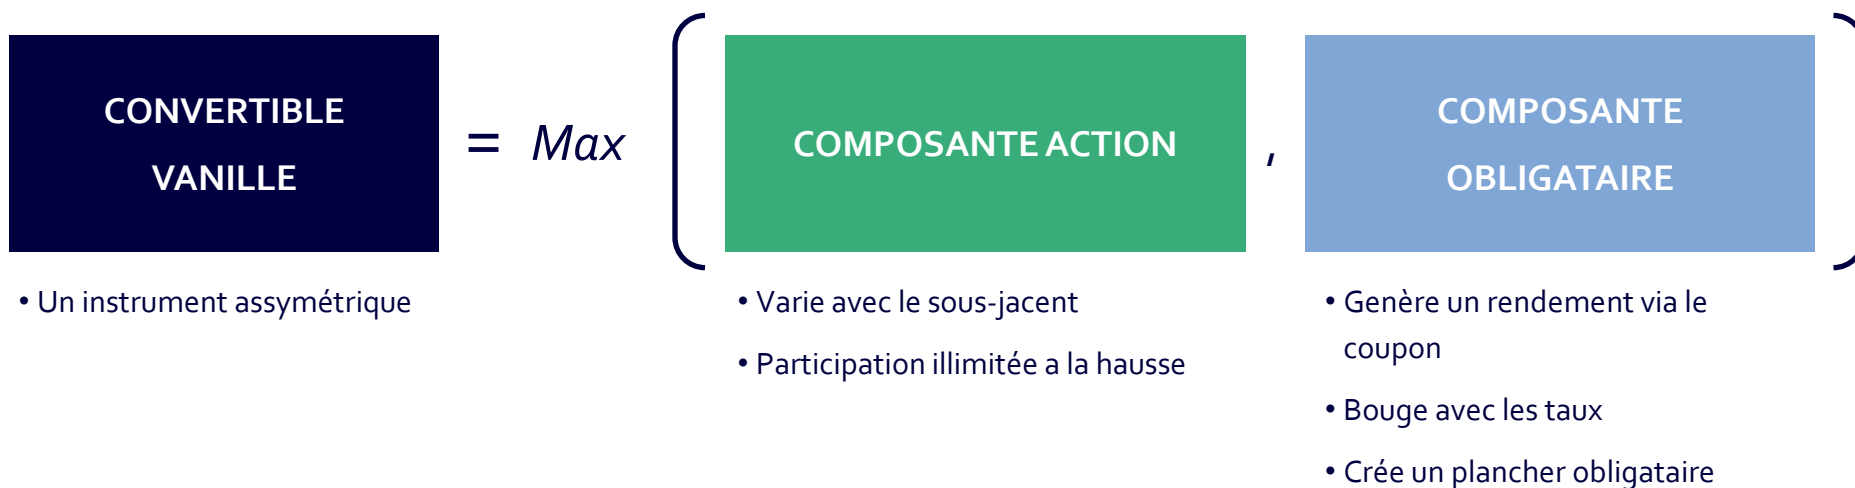 CONVERTIBLE
VANILLE
= Max
COMPOSANTE ACTION
,
COMPOSANTE
OBLIGATAIRE
• Un instrument assymétrique
• Varie avec le sous-jacent
• Participation illimitée a la hausse
• Genère un rendement via le
coupon
• Bouge avec les taux
• Crée un plancher obligataire